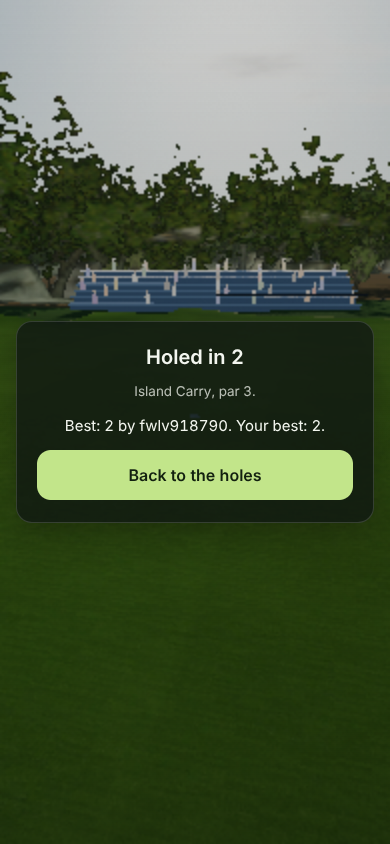 Holed in 2
Island Carry, par 3.
Best: 2 by fwlv918790. Your best: 2.
Back to the holes